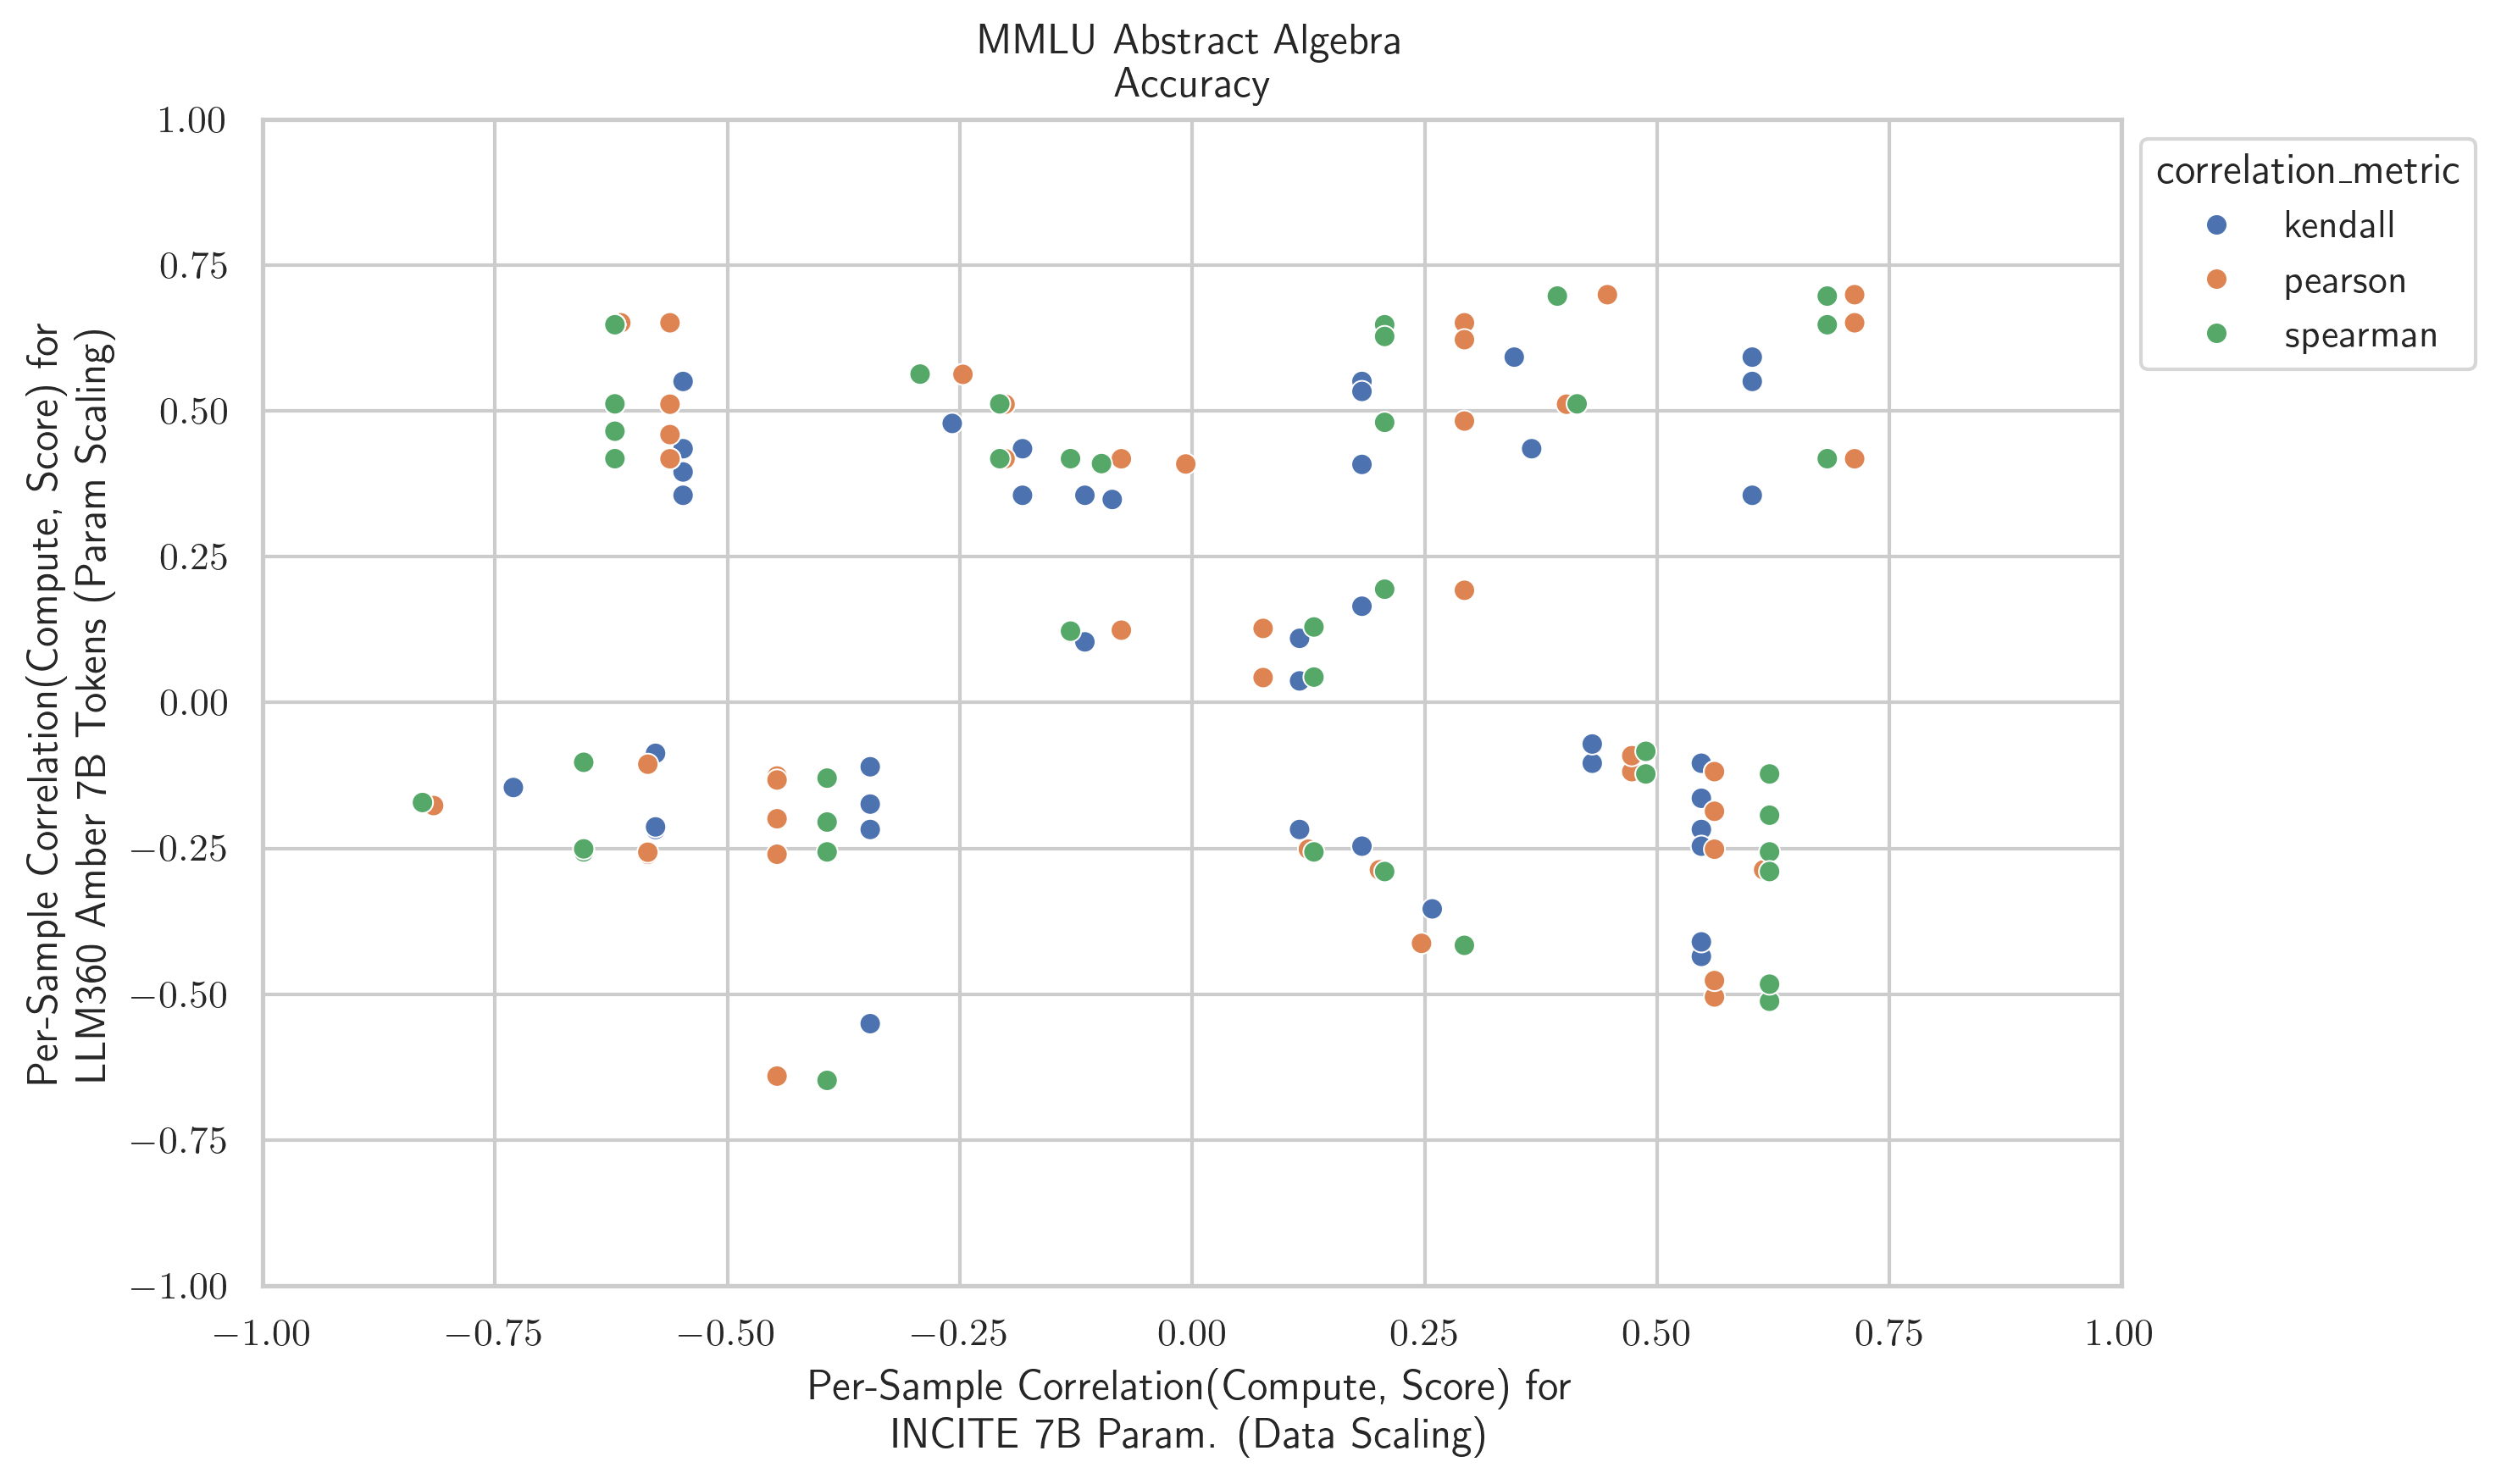 MMLU Abstract Algebra
Accuracy
1.00
0.75
0.50
0.25
0.00
−0.25
−0.50
−0.75
−1.00
Per-Sample Correlation(Compute, Score) for
LLM360 Amber 7B Tokens (Param Scaling)
correlation_metric
kendall
pearson
spearman
−1.00 −0.75 −0.50 −0.25 0.00 0.25 0.50 0.75 1.00
Per-Sample Correlation(Compute, Score) for
INCITE 7B Param. (Data Scaling)